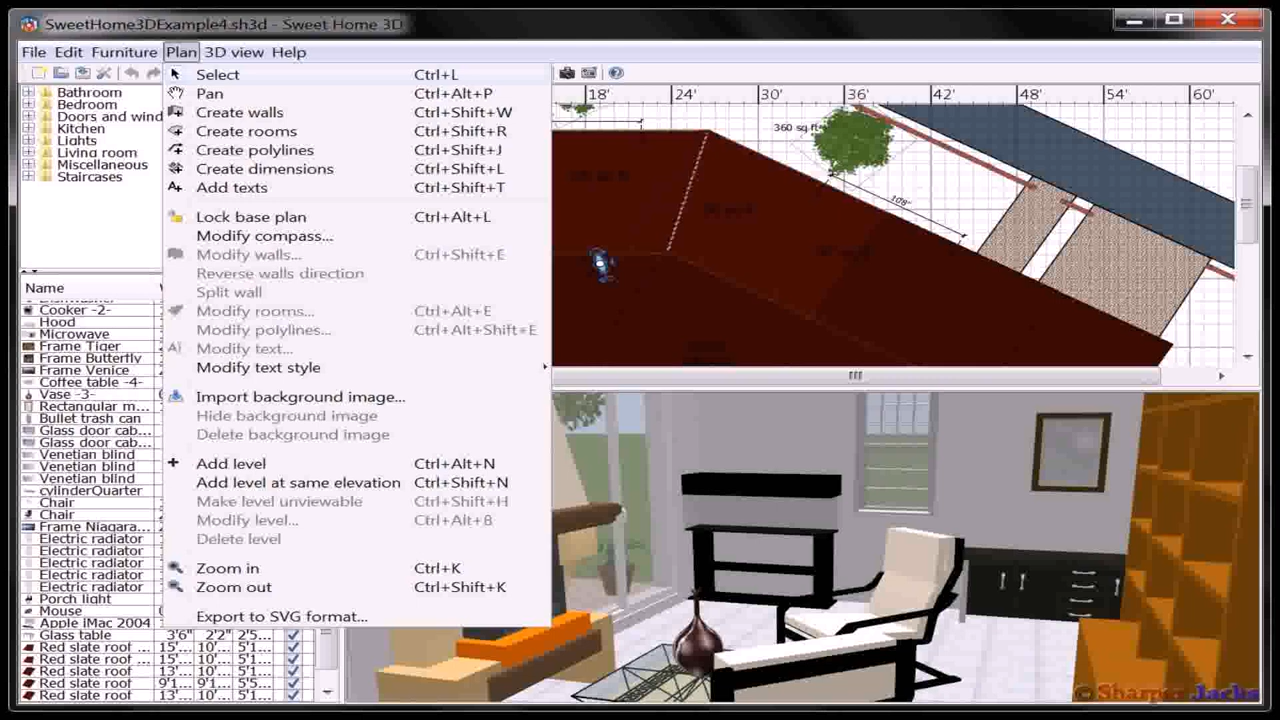 SweetHome3DExample4.sh3d - Sweet Home 3D
File Edit Furniture Plan 3D view Help
Select Ctrl+L
Pan Ctrl+Alt+P
Create walls Ctrl+Shift+W
Create rooms Ctrl+Shift+R
Create polylines Ctrl+Shift+J
Create dimensions Ctrl+Shift+L
Add texts Ctrl+Shift+T
Lock base plan Ctrl+Alt+L
Modify compass...
Modify walls... Ctrl+Shift+E
Reverse walls direction
Split wall
Modify rooms... Ctrl+Alt+E
Modify polylines... Ctrl+Alt+Shift+E
Modify text...
Modify text style
Import background image...
Hide background image
Delete background image
Add level Ctrl+Alt+N
Add level at same elevation Ctrl+Shift+N
Make level unviewable Ctrl+Shift+H
Modify level... Ctrl+Alt+8
Delete level
Zoom in Ctrl+K
Zoom out Ctrl+Shift+K
Export to SVG format...
Bathroom
Bedroom
Doors and wind
Kitchen
Lights
Living room
Miscellaneous
Staircases
Name
Cooker -2-
Hood
Microwave
Frame Tiger
Frame Butterfly
Frame Venice
Coffee table -4-
Vase -3-
Rectangular m...
Bullet trash can
Glass door cab...
Glass door cab...
Venetian blind
Venetian blind
Venetian blind
cylinderQuarter
Chair
Chair
Frame Niagara...
Electric radiator
Electric radiator
Electric radiator
Electric radiator
Electric radiator
Porch light
Mouse
Apple iMac 2004
Glass table 3'6" 2'2" 2'5...
Red slate roof ... 15'... 10'... 5'1...
Red slate roof ... 15'... 10'... 5'1...
Red slate roof 13'... 10'... 5'1...
Red slate roof 9'1... 9'1... 5'5...
Red slate roof 13'... 10'... 5'1...
18' 24' 30' 36' 42' 48' 54' 60'
360 sq ft
10'8"
© Sharper Jacks